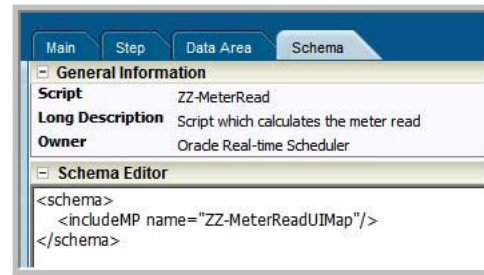 Main Step Data Area Schema
General Information
Script ZZ-MeterRead
Long Description Script which calculates the meter read
Owner Oracle Real-time Scheduler
Schema Editor
<schema>
<includeMP name="ZZ-MeterReadUIMap"/>
</schema>